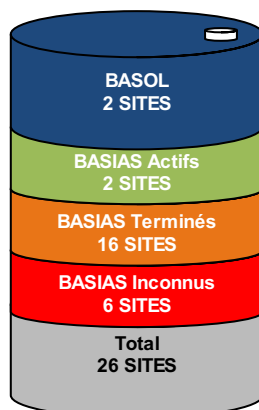 BASOL
2 SITES
BASIAS Actifs
2 SITES
BASIAS Terminés
16 SITES
BASIAS Inconnus
6 SITES
Total
26 SITES